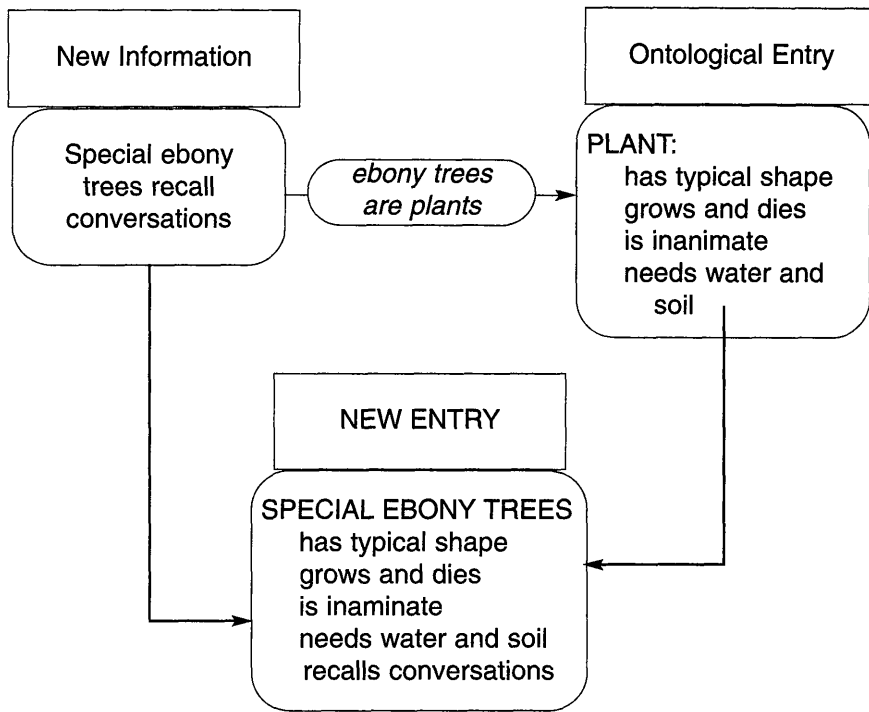 New Information
Special ebony
trees recall
conversations
ebony trees
are plants
Ontological Entry
PLANT:
has typical shape
grows and dies
is inanimate
needs water and
soil
NEW ENTRY
SPECIAL EBONY TREES
has typical shape
grows and dies
is inaminate
needs water and soil
recalls conversations